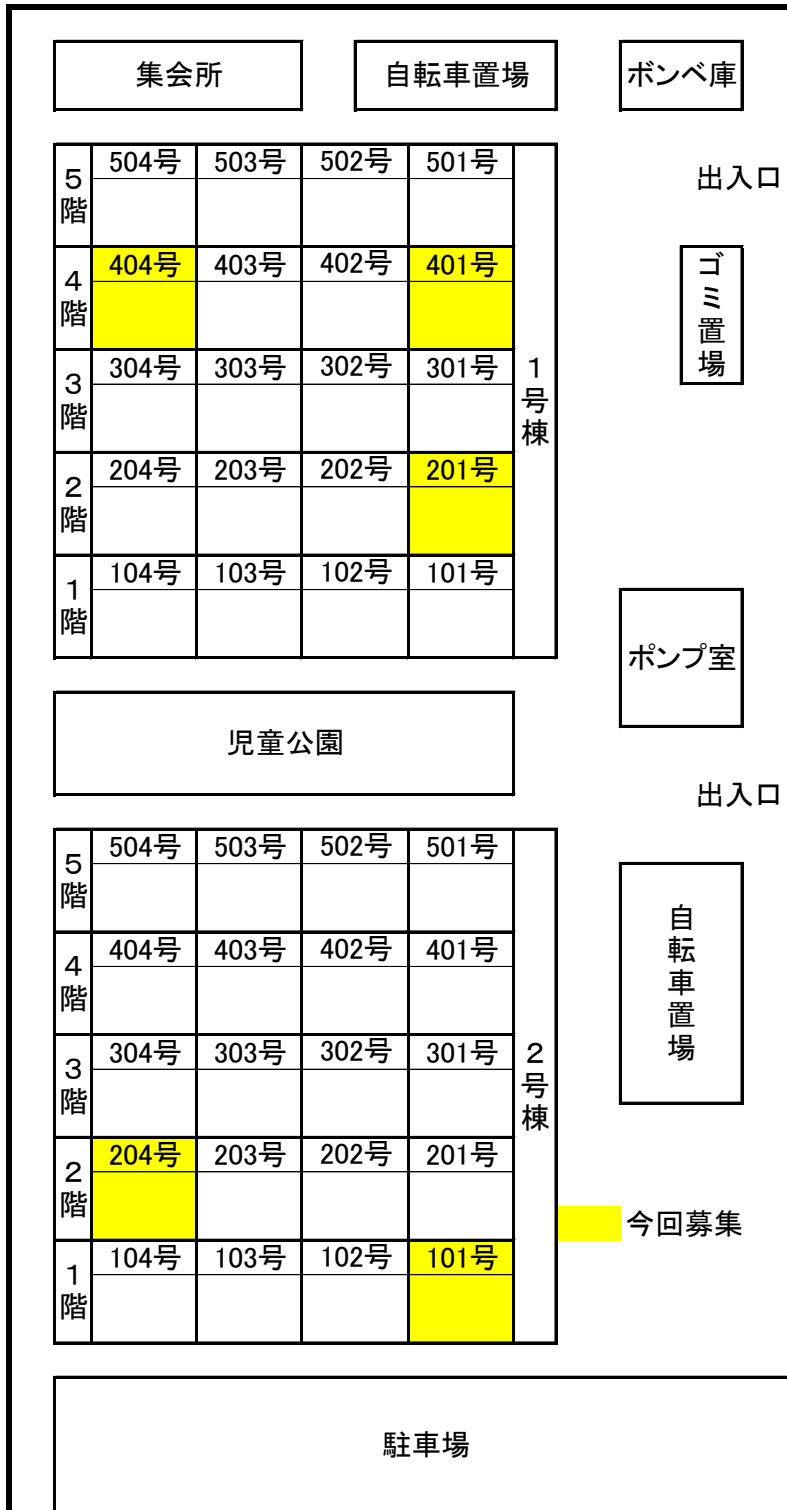 集会所
自転車置場
ボンベ庫
出入口
5階
504号 503号 502号 501号
4階
404号 403号 402号 401号
ゴミ置場
3階
304号 303号 302号 301号
1号棟
2階
204号 203号 202号 201号
1階
104号 103号 102号 101号
ポンプ室
児童公園
出入口
5階
504号 503号 502号 501号
4階
404号 403号 402号 401号
自転車置場
3階
304号 303号 302号 301号
2号棟
2階
204号 203号 202号 201号
今回募集
1階
104号 103号 102号 101号
駐車場